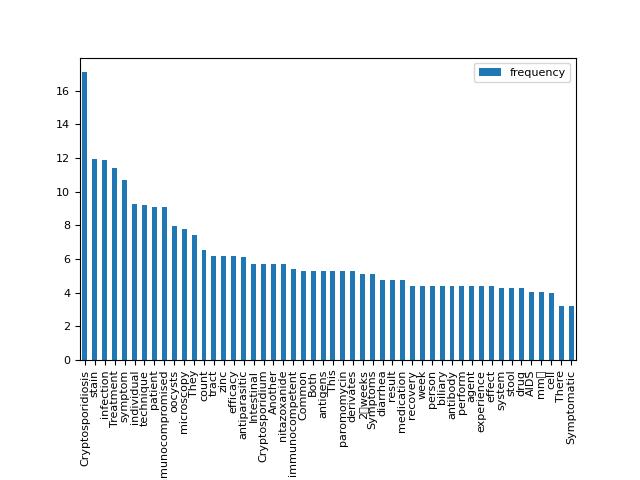 frequency
16
14
12
10
8
6
4
2
0
Cryptosporidiosis
stain
infection
Treatment
symptom
individual
technique
patient
munocompromised
oocysts
microscopy
They
count
tract
zinc
efficacy
antiparasitic
Intestinal
Cryptosporidium
Another
nitazoxanide
immunocompetent
Common
Both
antigens
This
paromomycin
derivates
2▯weeks
Symptoms
diarrhea
result
medication
recovery
week
person
biliary
antibody
perform
agent
experience
effect
system
stool
drug
AIDS
mm▯
cell
There
Symptomatic